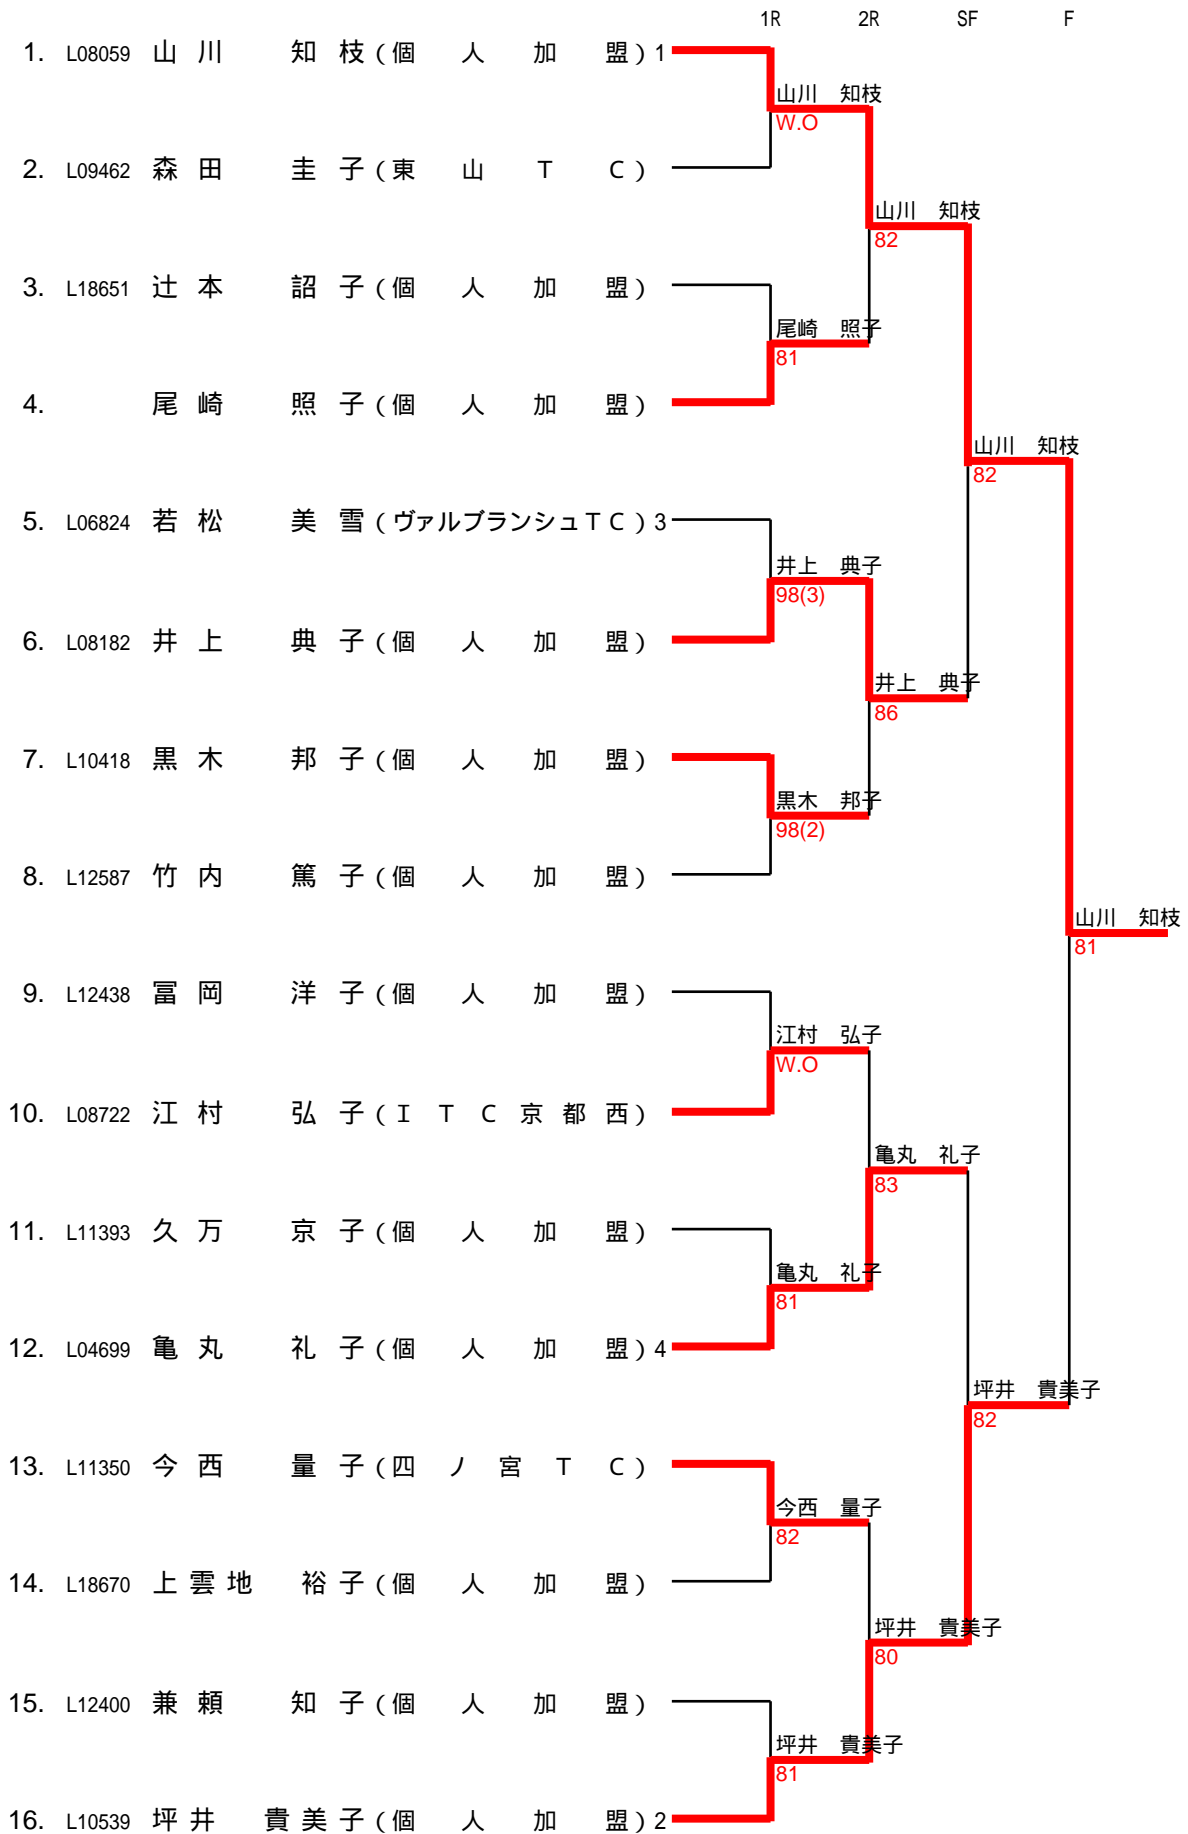 1R 2R SF F
1. L08059 山川 知枝(個人加盟)1
山川 知枝
W.O
2. L09462 森田 圭子(東山TC)
山川 知枝
82
3. L18651 辻本 詔子(個人加盟)
尾崎 照子
81
4. 尾崎 照子(個人加盟)
山川 知枝
82
5. L06824 若松 美雪(ヴァルブランシュTC)3
井上 典子
98(3)
6. L08182 井上 典子(個人加盟)
井上 典子
86
7. L10418 黒木 邦子(個人加盟)
黒木 邦子
98(2)
8. L12587 竹内 篤子(個人加盟)
山川 知枝
81
9. L12438 冨岡 洋子(個人加盟)
江村 弘子
W.O
10. L08722 江村 弘子(ITC京都西)
亀丸 礼子
83
11. L11393 久万 京子(個人加盟)
亀丸 礼子
81
12. L04699 亀丸 礼子(個人加盟)4
坪井 貴美子
82
13. L11350 今西 量子(四ノ宮TC)
今西 量子
82
14. L18670 上雲地 裕子(個人加盟)
坪井 貴美子
80
15. L12400 兼頼 知子(個人加盟)
坪井 貴美子
81
16. L10539 坪井 貴美子(個人加盟)2